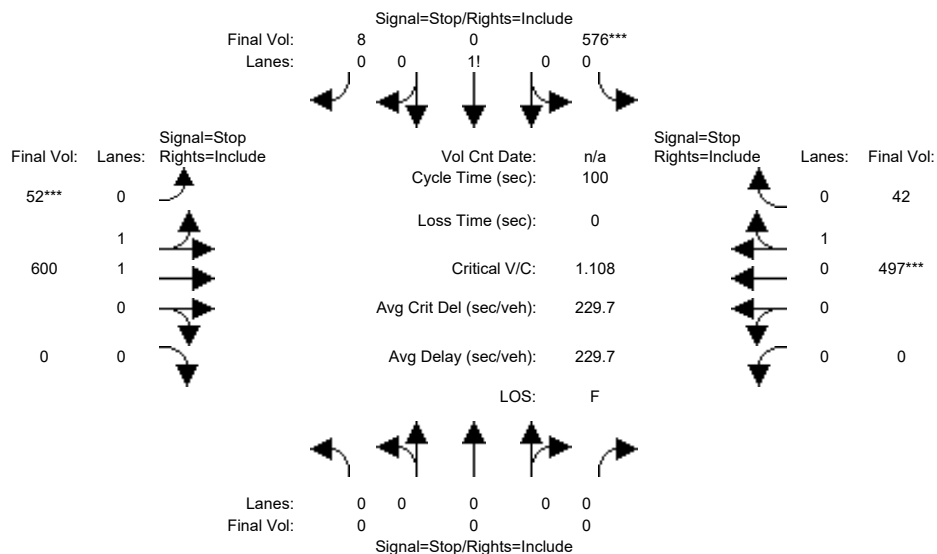 Signal=Stop/Rights=Include
Final Vol: 8 0 576***
Lanes: 0 0 1! 0 0
Signal=Stop Signal=Stop
Final Vol: Lanes: Rights=Include Vol Cnt Date: n/a Rights=Include Lanes: Final Vol:
Cycle Time (sec): 100
52*** 0 0 42
Loss Time (sec): 0
1 1
600 1 Critical V/C: 1.108 0 497***
0 Avg Crit Del (sec/veh): 229.7 0
0 0 Avg Delay (sec/veh): 229.7 0 0
LOS: F
Lanes: 0 0 0 0 0
Final Vol: 0 0 0
Signal=Stop/Rights=Include